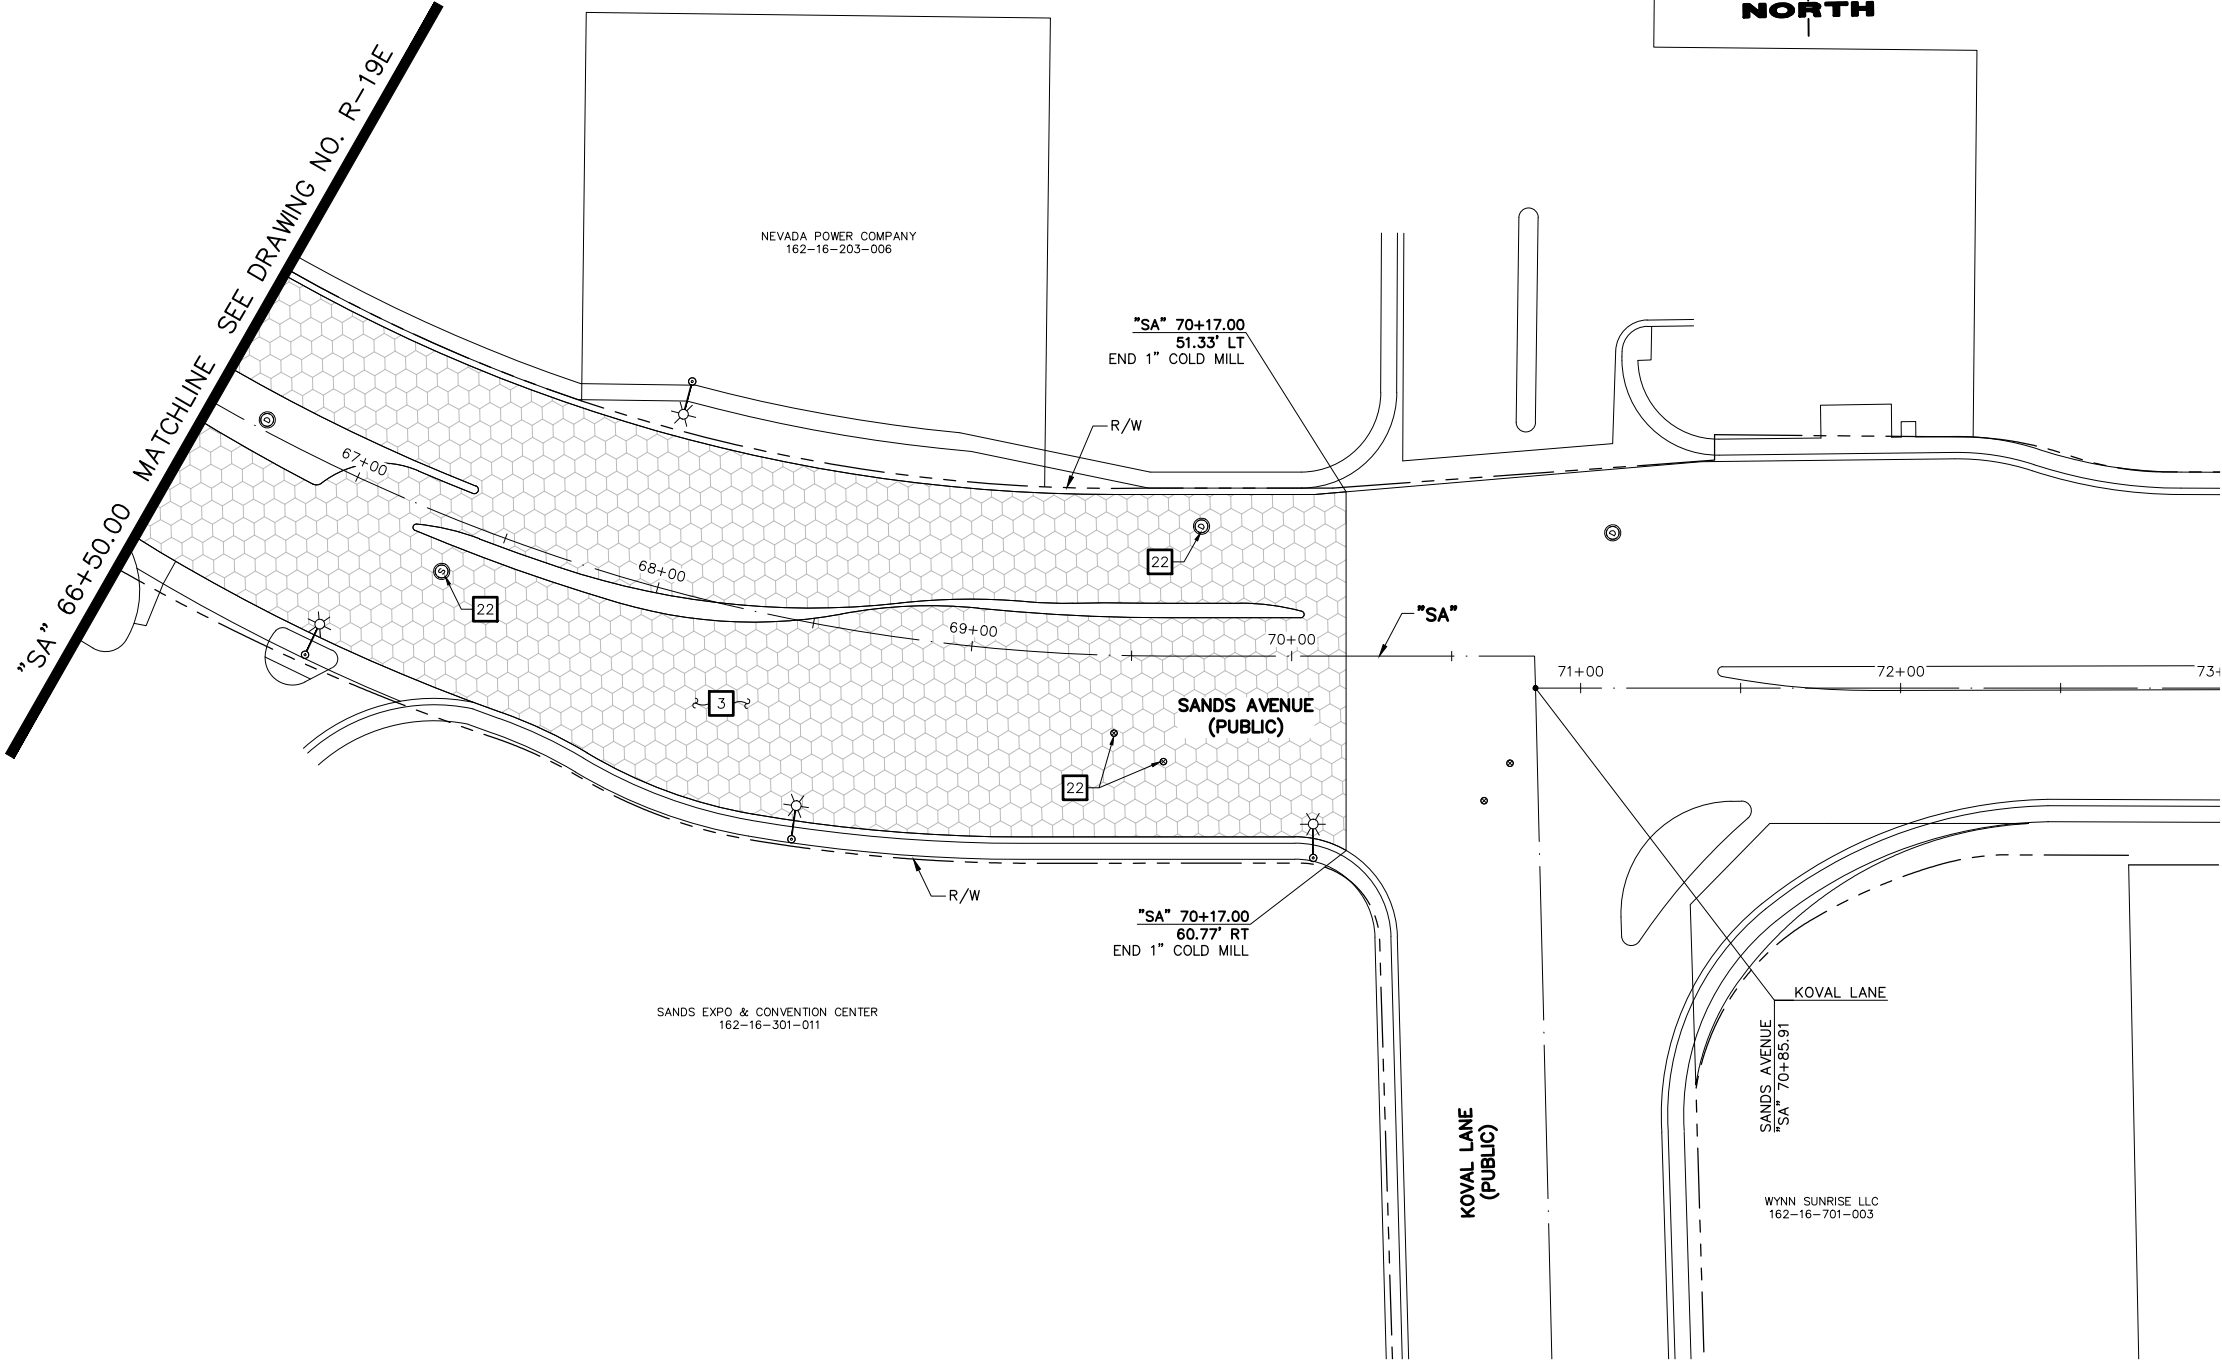 NORTH
"SA" 66+50.00 MATCHLINE SEE DRAWING NO. R-19E
NEVADA POWER COMPANY
162-16-203-006
"SA" 70+17.00
51.33' LT
END 1" COLD MILL
R/W
D
67+00
S
22
68+00
22
D
D
69+00
70+00
"SA"
71+00
72+00
73+
3
SANDS AVENUE
(PUBLIC)
22
R/W
"SA" 70+17.00
60.77' RT
END 1" COLD MILL
SANDS EXPO & CONVENTION CENTER
162-16-301-011
KOVAL LANE
SANDS AVENUE
"SA" 70+85.91
KOVAL LANE
(PUBLIC)
WYNN SUNRISE LLC
162-16-701-003